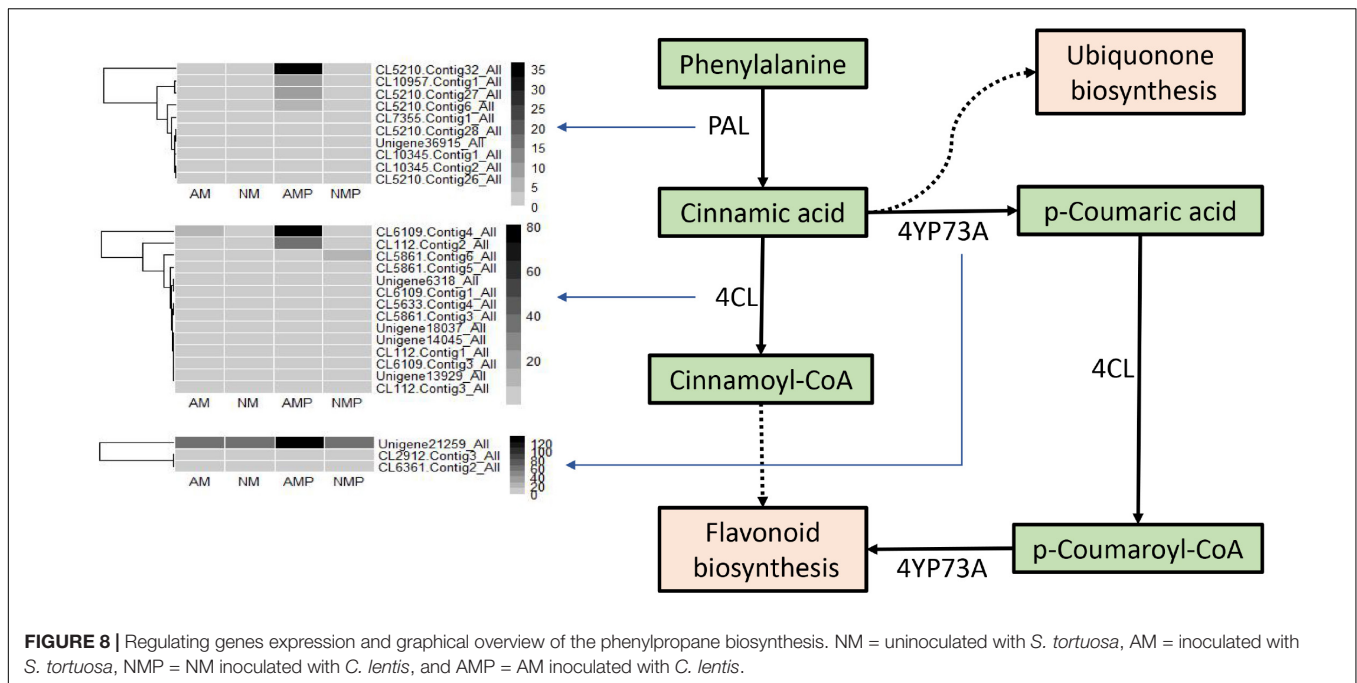 CL5210.Contig32_All
CL10957.Contig1_All
CL5210.Contig27_All
CL5210.Contig6_All
CL7355.Contig1_All
CL5210.Contig28_All
Unigene36915_All
CL10345.Contig1_All
CL10345.Contig2_All
CL5210.Contig26_All
35
30
25
20
15
10
5
0
AM NM AMP NMP
CL6109.Contig4_All
CL112.Contig2_All
CL5861.Contig6_All
CL5861.Contig5_All
Unigene6318_All
CL6109.Contig1_All
CL5633.Contig4_All
CL5861.Contig3_All
Unigene18037_All
Unigene14045_All
CL112.Contig1_All
CL6109.Contig3_All
Unigene13929_All
CL112.Contig3_All
80
60
40
20
AM NM AMP NMP
Unigene21259_All
CL2912.Contig3_All
CL6361.Contig2_All
120
100
80
60
40
20
0
AM NM AMP NMP
Phenylalanine
Ubiquonone
biosynthesis
PAL
Cinnamic acid
4YP73A
p-Coumaric acid
4CL
4CL
Cinnamoyl-CoA
Flavonoid
biosynthesis
4YP73A
p-Coumaroyl-CoA
FIGURE 8 | Regulating genes expression and graphical overview of the phenylpropane biosynthesis. NM = uninoculated with S. tortuosa, AM = inoculated with
S. tortuosa, NMP = NM inoculated with C. lentis, and AMP = AM inoculated with C. lentis.